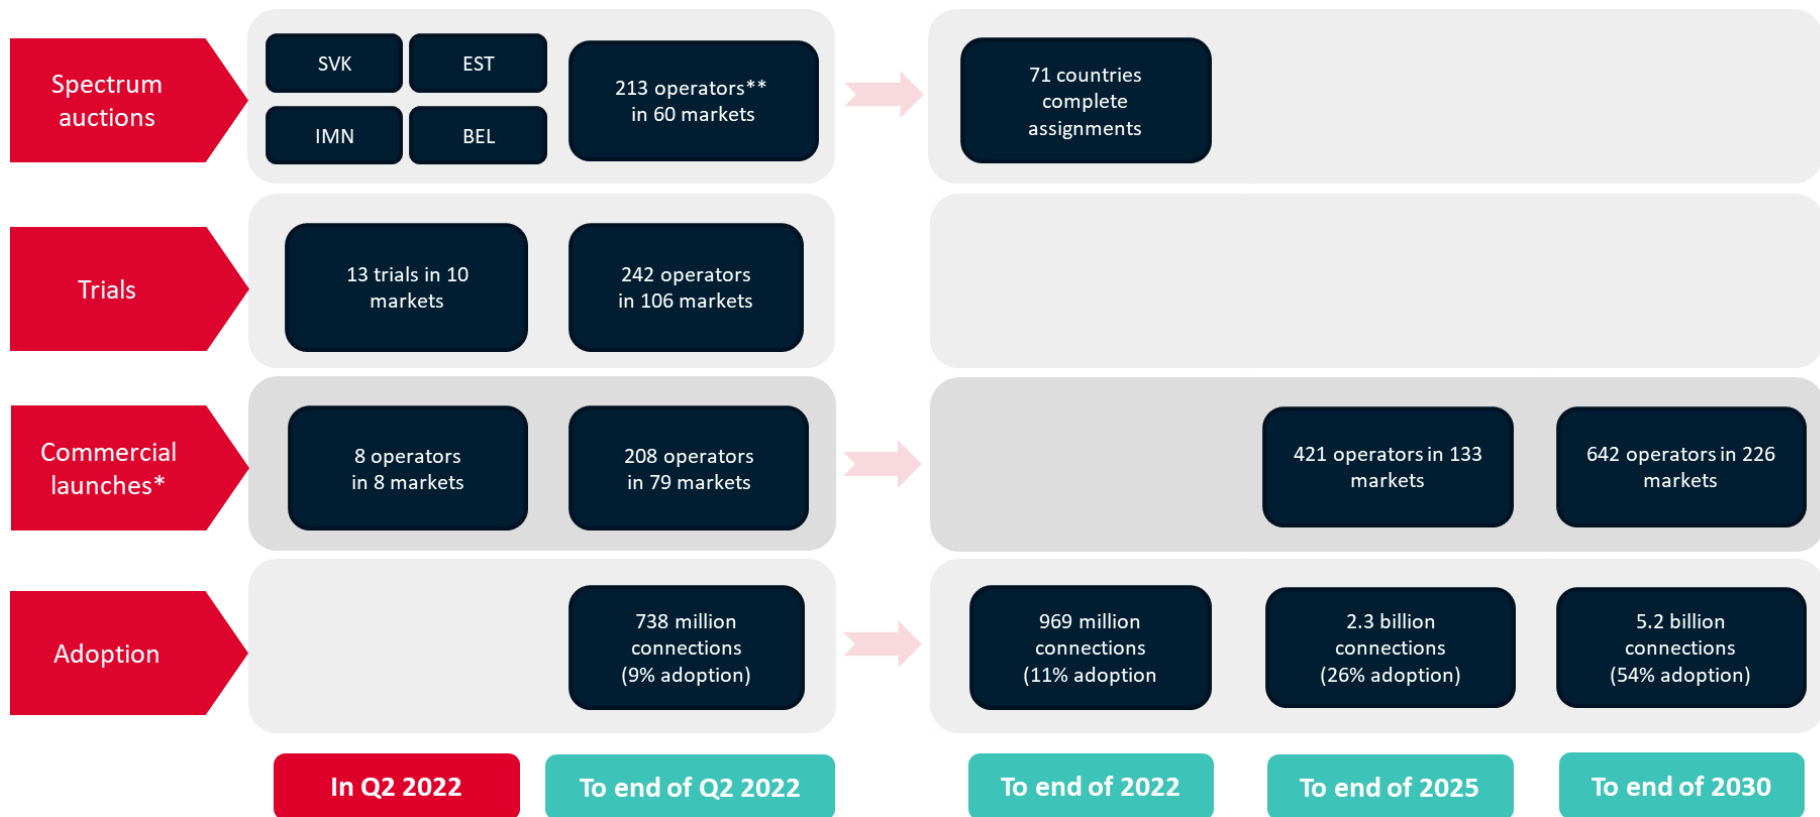 Spectrum
auctions
SVK
EST
IMN
BEL
213 operators**
in 60 markets
71 countries
complete
assignments
Trials
13 trials in 10
markets
242 operators
in 106 markets
Commercial
launches*
8 operators
in 8 markets
208 operators
in 79 markets
421 operators in 133
markets
642 operators in 226
markets
Adoption
738 million
connections
(9% adoption)
969 million
connections
(11% adoption
2.3 billion
connections
(26% adoption)
5.2 billion
connections
(54% adoption)
In Q2 2022
To end of Q2 2022
To end of 2022
To end of 2025
To end of 2030